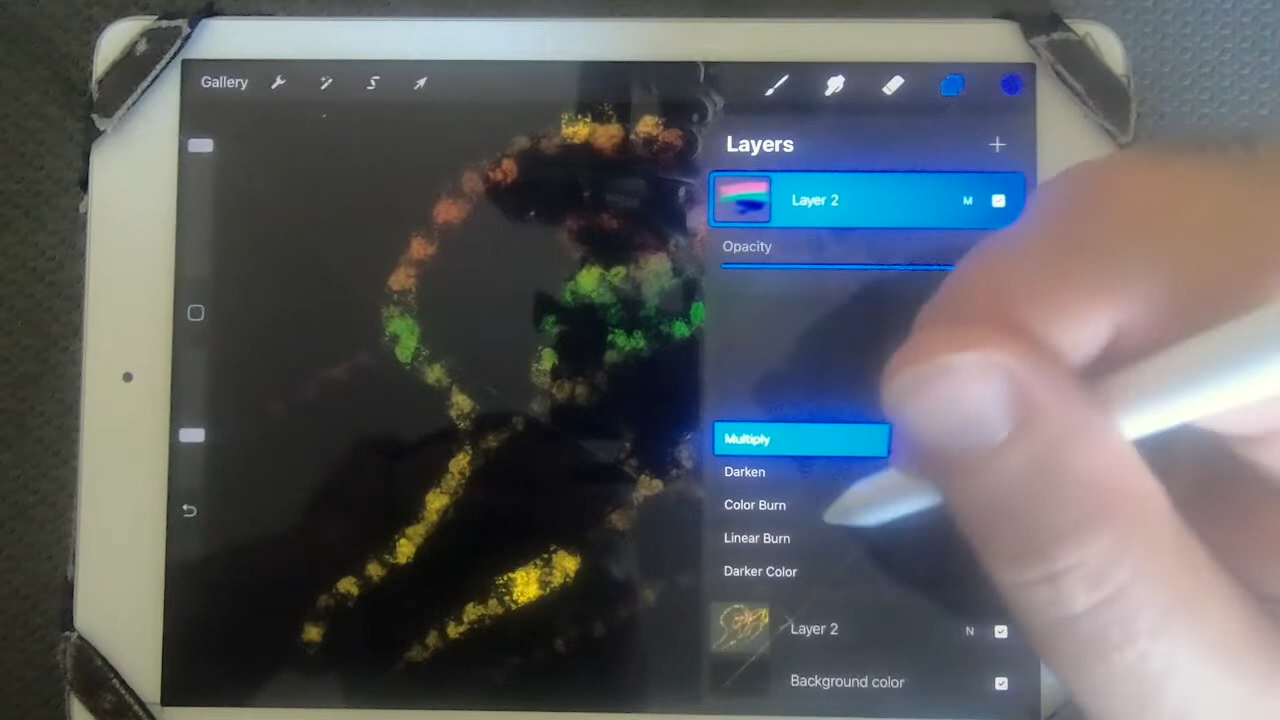 Gallery
Layers
Layer 2 M
Opacity
Multiply
Darken
Color Burn
Linear Burn
Darker Color
Layer 2 N
Background color